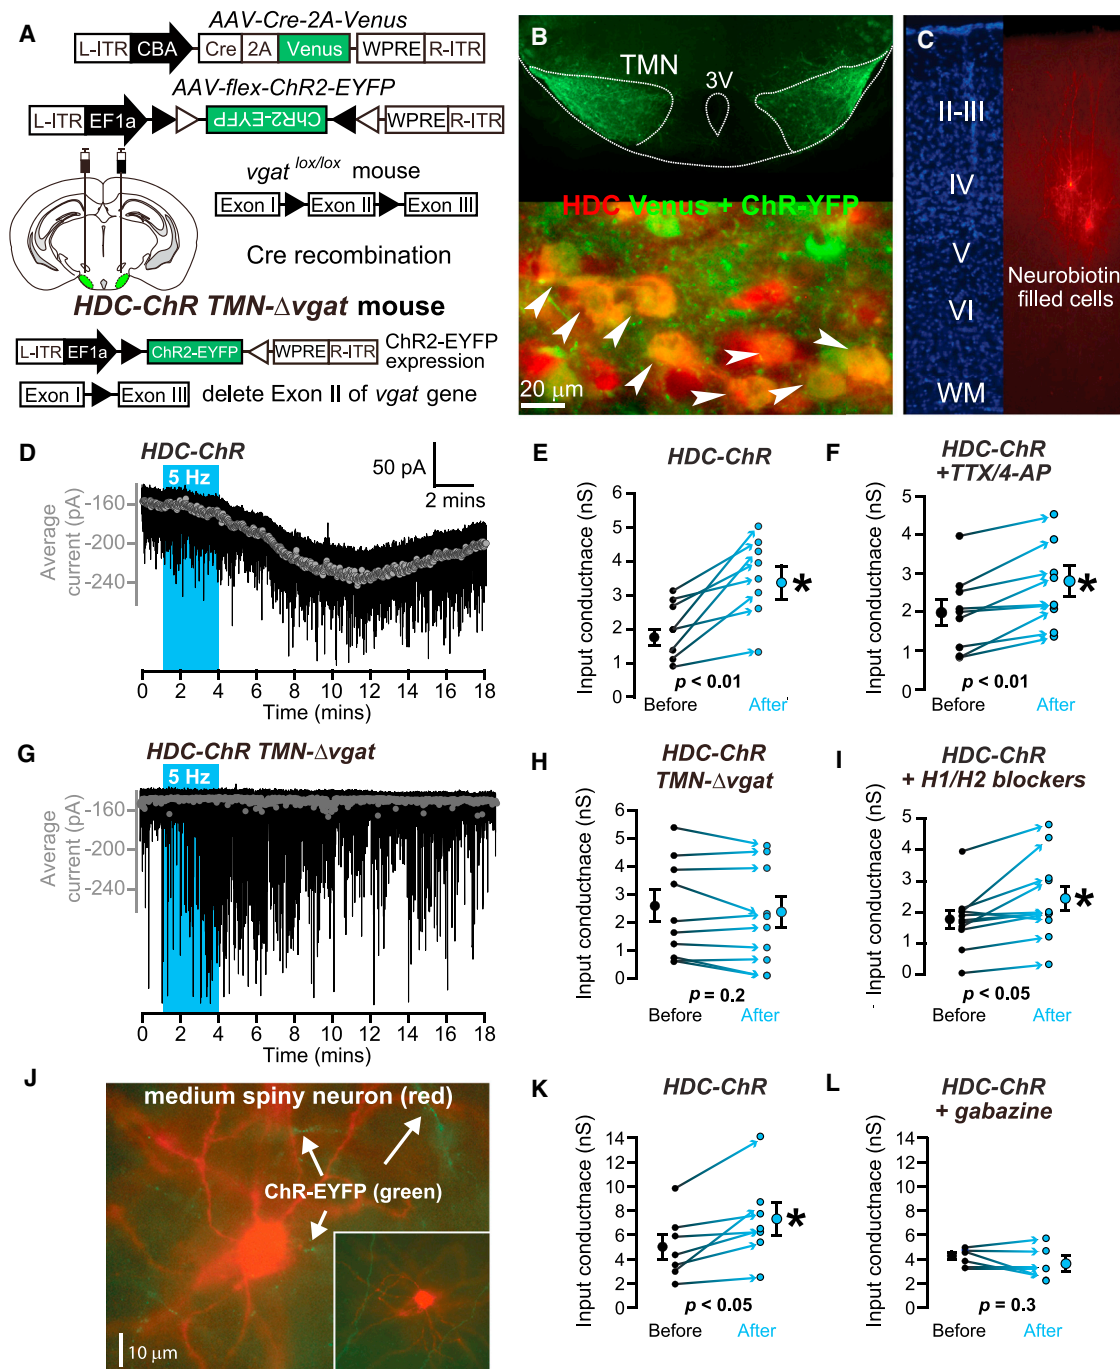 A
AAV-Cre-2A-Venus
L-ITR CBA Cre 2A Venus WPRE R-ITR
AAV-flex-ChR2-EYFP
L-ITR EF1a ChR2-EYFP WPRE R-ITR
vgat lox/lox mouse
Exon I Exon II Exon III
Cre recombination
HDC-ChR TMN-Δvgat mouse
L-ITR EF1a ChR2-EYFP WPRE R-ITR
ChR2-EYFP
expression
Exon I Exon III delete Exon II of vgat gene
B
TMN
3V
HDC Venus + ChR-YFP
20 μm
C
II-III
IV
V
VI
WM
Neurobiotin
filled cells
D
HDC-ChR
5 Hz
50 pA
2 mins
Average
current (pA)
-160
-200
-240
0 2 4 6 8 10 12 14 16 18
Time (mins)
E
HDC-ChR
Input conductnace (nS)
6
5
4
3
2
1
0
*
p < 0.01
Before After
F
HDC-ChR
+TTX/4-AP
Input conductnace (nS)
5
4
3
2
1
0
*
p < 0.01
Before After
G
HDC-ChR TMN-Δvgat
5 Hz
Average
current (pA)
-160
-200
-240
0 2 4 6 8 10 12 14 16 18
Time (mins)
H
HDC-ChR
TMN-Δvgat
Input conductnace (nS)
6
5
4
3
2
1
0
p = 0.2
Before After
I
HDC-ChR
+ H1/H2 blockers
Input conductnace (nS)
5
4
3
2
1
0
*
p < 0.05
Before After
J
medium spiny neuron (red)
ChR-EYFP (green)
10 μm
K
HDC-ChR
Input conductnace (nS)
14
12
10
8
6
4
2
0
*
p < 0.05
Before After
L
HDC-ChR
+ gabazine
Input conductnace (nS)
14
12
10
8
6
4
2
0
p = 0.3
Before After